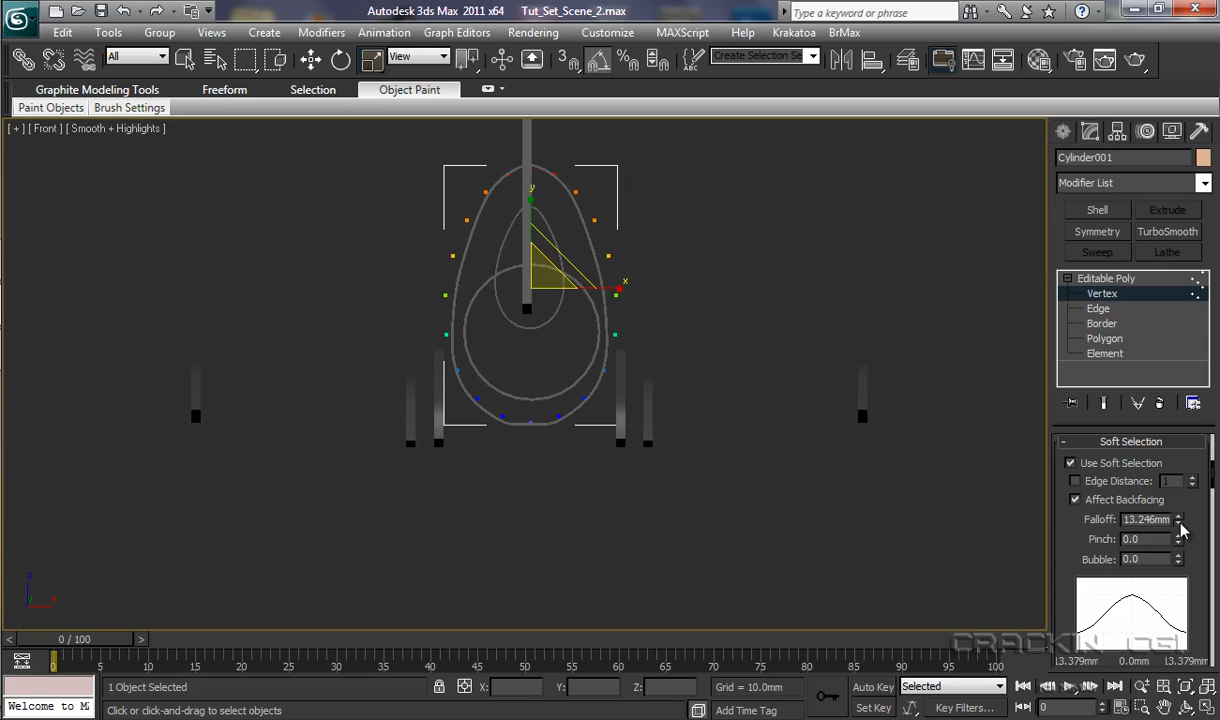 Autodesk 3ds Max 2011 x64 Tut_Set_Scene_2.max
Type a keyword or phrase
Edit Tools Group Views Create Modifiers Animation Graph Editors Rendering Customize MAXScript Help Krakatoa BrMax
All View Create Selection Se
Graphite Modeling Tools Freeform Selection Object Paint
Paint Objects Brush Settings
[ + ] [ Front ] [ Smooth + Highlights ]
y
x
z
y x
Cylinder001
Modifier List
Shell Extrude
Symmetry TurboSmooth
Sweep Lathe
Editable Poly
Vertex
Edge
Border
Polygon
Element
- Soft Selection
Use Soft Selection
Edge Distance: 1
Affect Backfacing
Falloff: 13.246mm
Pinch: 0.0
Bubble: 0.0
CRACKIN CGI
13.379mm 0.0mm 13.379mm
< 0 / 100 >
0 5 10 15 20 25 30 35 40 45 50 55 60 65 70 75 80 85 90 95 100
1 Object Selected X: Y: Z: Grid = 10.0mm Auto Key Selected
Welcome to MA Click or click-and-drag to select objects Add Time Tag Set Key Key Filters... 0